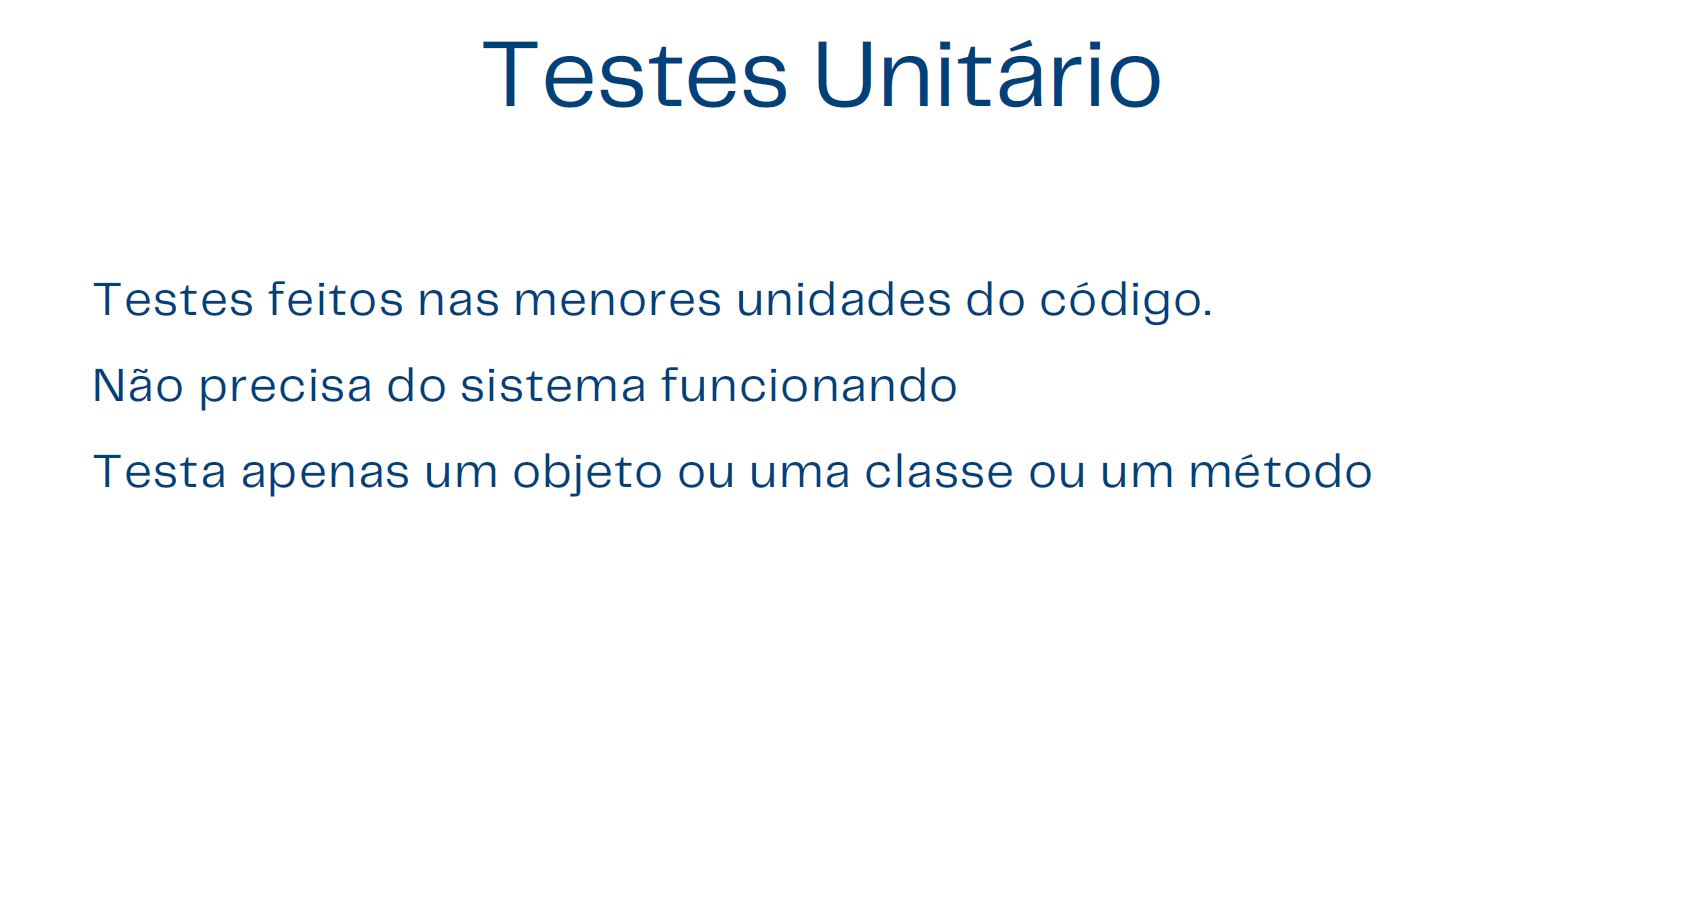 Testes Unitário
Testes feitos nas menores unidades do código.
Não precisa do sistema funcionando
Testa apenas um objeto ou uma classe ou um método